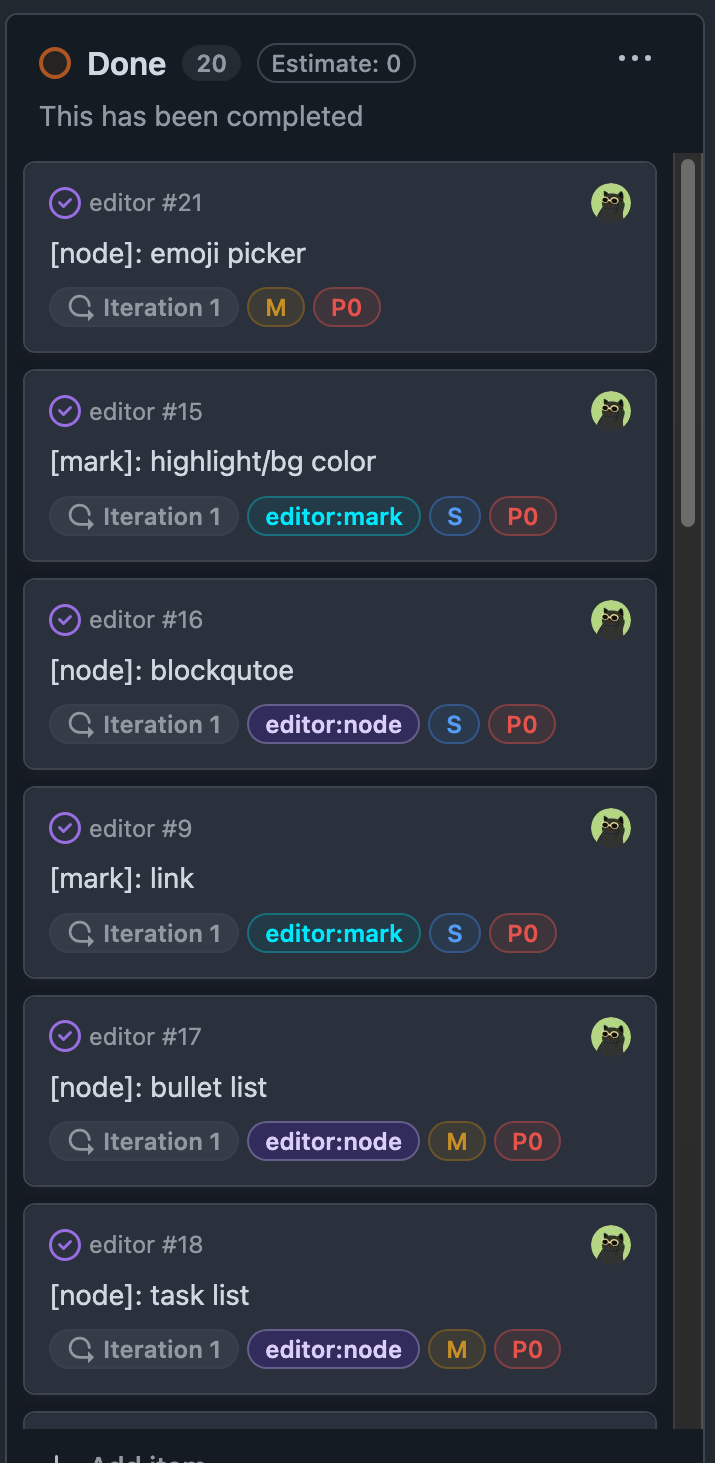 Done 20 Estimate: 0
This has been completed
editor #21
[node]: emoji picker
Iteration 1 M P0
editor #15
[mark]: highlight/bg color
Iteration 1 editor:mark S P0
editor #16
[node]: blockqutoe
Iteration 1 editor:node S P0
editor #9
[mark]: link
Iteration 1 editor:mark S P0
editor #17
[node]: bullet list
Iteration 1 editor:node M P0
editor #18
[node]: task list
Iteration 1 editor:node M P0
Add item